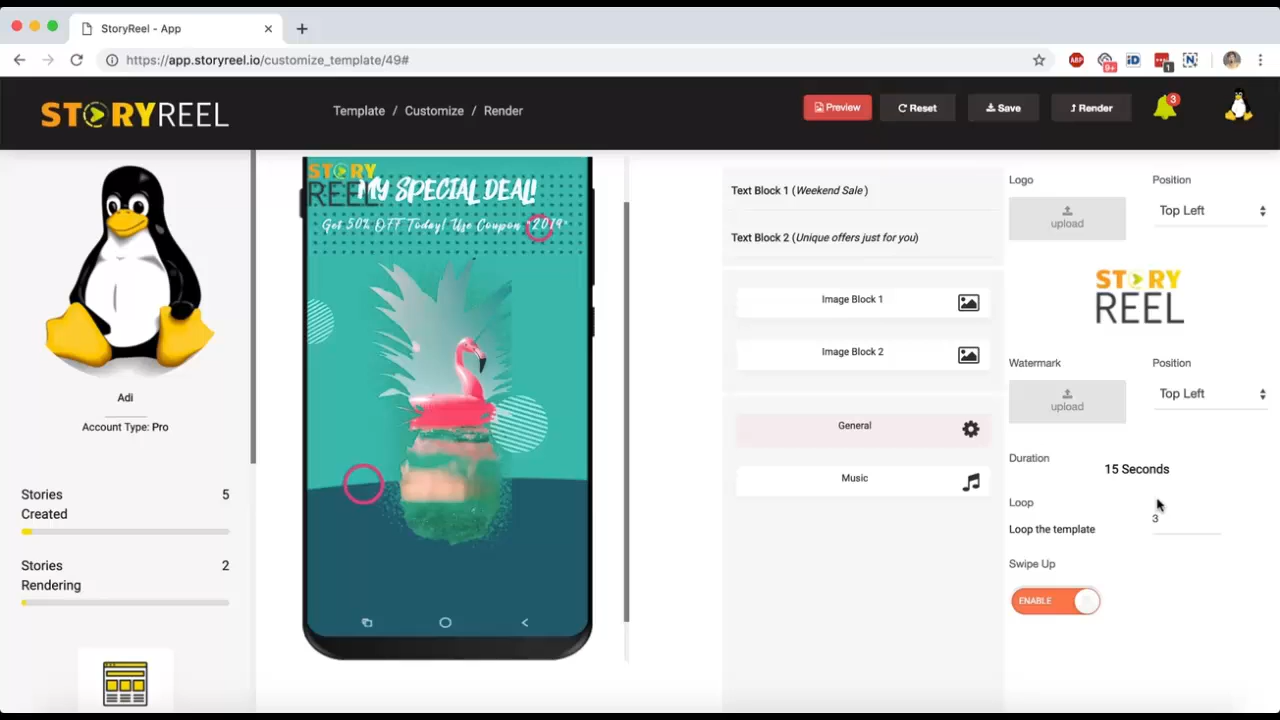 StoryReel - App
https://app.storyreel.io/customize_template/49#
ABP
9+
iD
1
N
STORYREEL
Template / Customize / Render
Preview
Reset
Save
Render
3
Adi
Account Type: Pro
Stories Created
5
Stories Rendering
2
STORY
REEL
MY SPECIAL DEAL!
Get 50% OFF Today! Use Coupon "2019"
Text Block 1 (Weekend Sale )
Text Block 2 (Unique offers just for you)
Image Block 1
Image Block 2
General
Music
Logo
Position
upload
Top Left
STORY
REEL
Watermark
Position
upload
Top Left
Duration
15 Seconds
Loop
Loop the template
3
Swipe Up
ENABLE